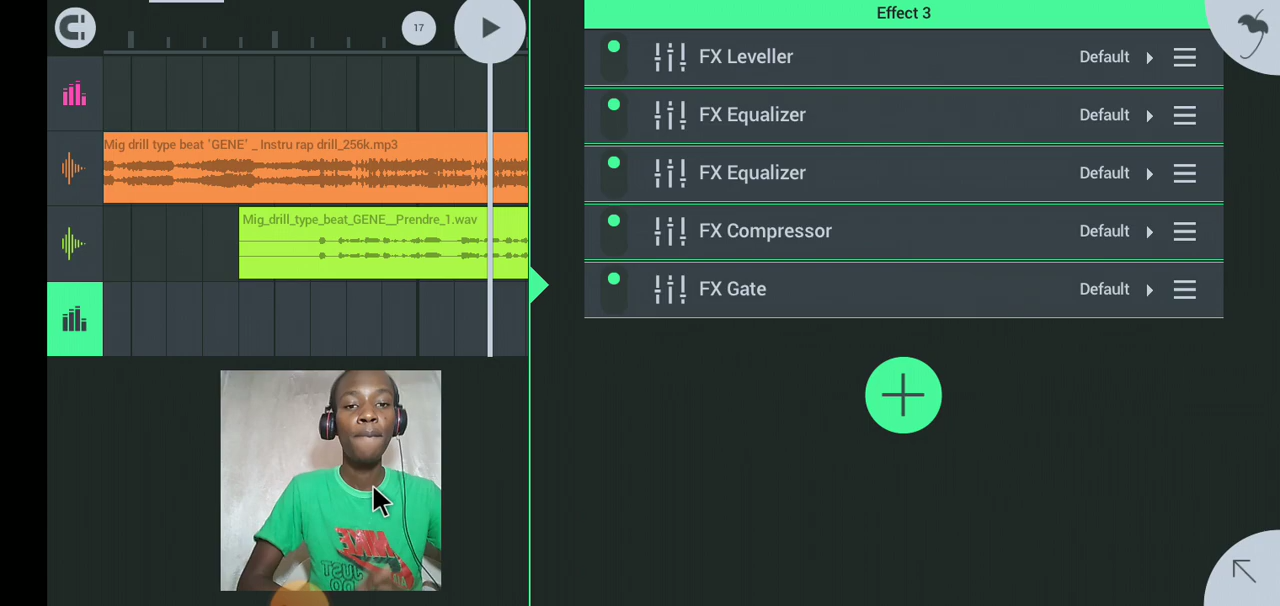 17
Mig drill type beat 'GENE' _ Instru rap drill_256k.mp3
Mig_drill_type_beat_GENE__Prendre_1.wav
Effect 3
FX Leveller Default
FX Equalizer Default
FX Equalizer Default
FX Compressor Default
FX Gate Default